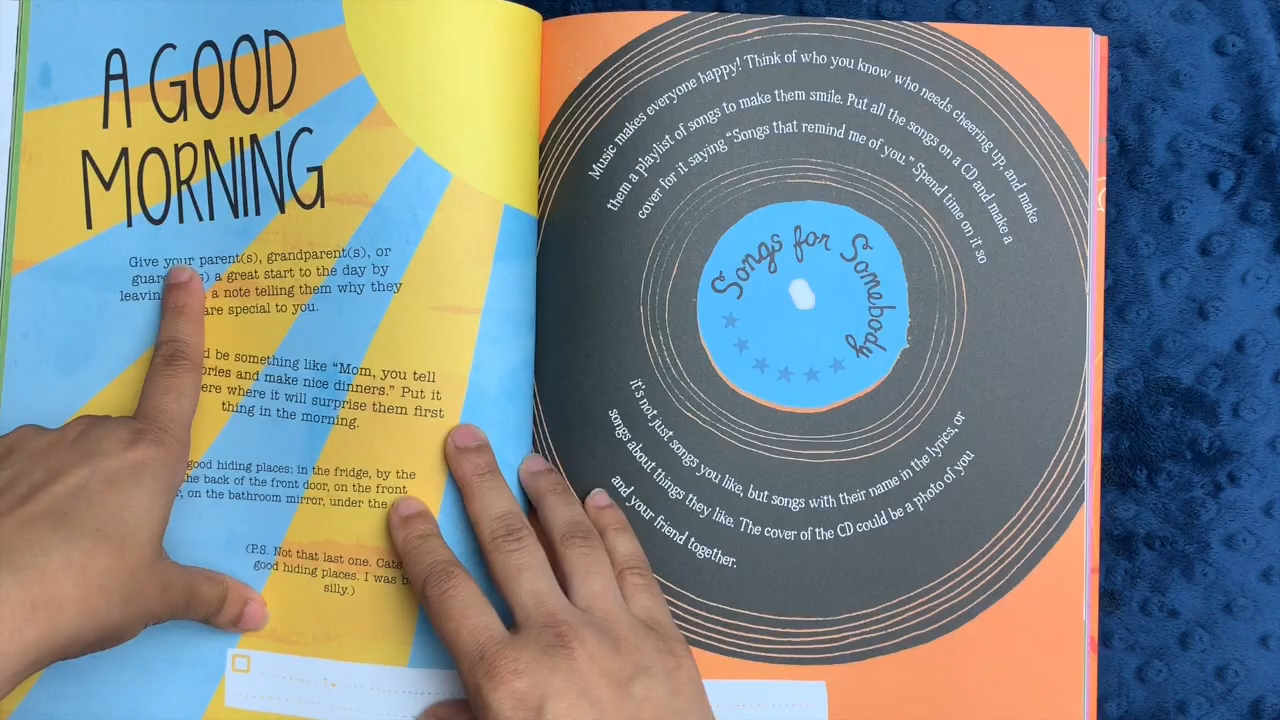 A GOOD
MORNING
Give your parent(s), grandparent(s), or
a great start to the day by
a note telling them why they
are special to you.
be something like “Mom, you tell
and make nice dinners.” Put it
where it will surprise them first
thing in the morning.
good hiding places: in the fridge, by the
back of the front door, on the front
on the bathroom mirror, under the
(P.S. Not that last one. Cats
good hiding places. I was
silly.)
Music makes everyone happy! Think of who you know who needs cheering up, and make
them a playlist of songs to make them smile. Put all the songs on a CD and make a
cover for it saying “Songs that remind me of you.” Spend time on it so
Songs for Somebody
it's not just songs you like, but songs with their name in the lyrics, or
songs about things they like. The cover of the CD could be a photo of you
and your friend together.